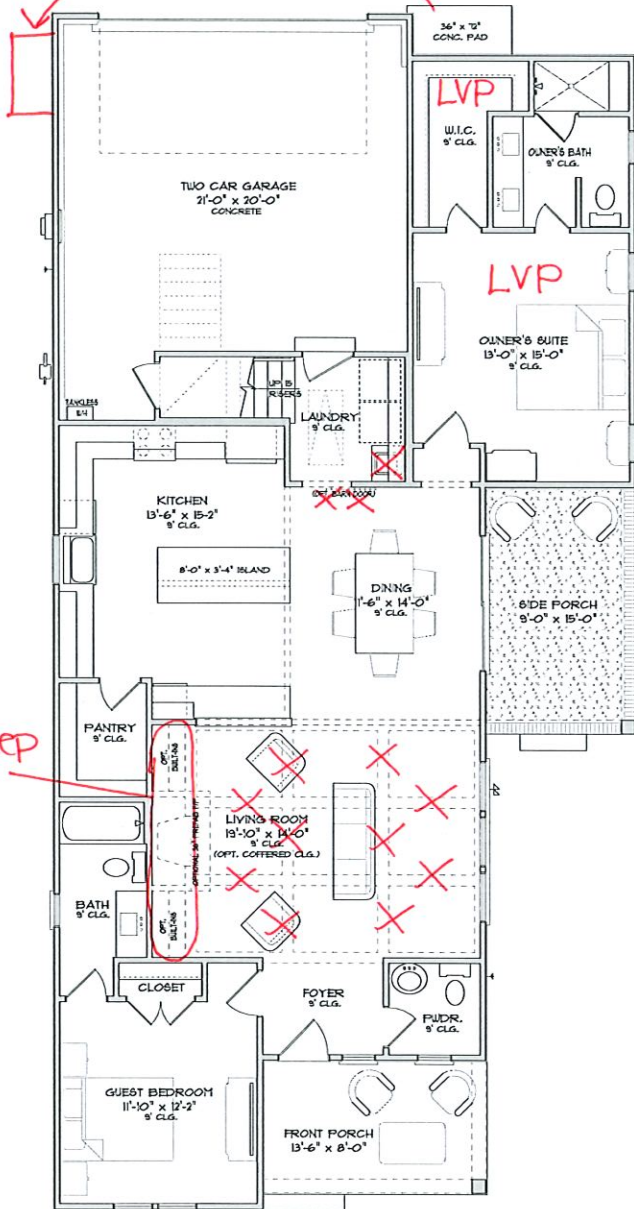 36" x 72"
CONC. PAD
LVP
W.I.C.
9' CLG.
OWNER'S BATH
9' CLG.
TWO CAR GARAGE
21'-0" x 20'-0"
CONCRETE
LVP
OWNER'S SUITE
13'-0" x 15'-0"
9' CLG.
TANKLESS
UP 15
RISERS
LAUNDRY
9' CLG.
KITCHEN
13'-6" x 15'-2"
9' CLG.
8'-0" x 3'-4" ISLAND
DINING
11'-6" x 14'-0"
9' CLG.
SIDE PORCH
9'-0" x 15'-0"
PANTRY
9' CLG.
OPT.
BUILT-INS
LIVING ROOM
19'-10" x 14'-0"
9' CLG.
(OPT. COFFERED CLG.)
OPT.
BUILT-INS
BATH
9' CLG.
CLOSET
FOYER
9' CLG.
PWDR.
9' CLG.
GUEST BEDROOM
11'-10" x 12'-2"
9' CLG.
FRONT PORCH
13'-6" x 8'-0"